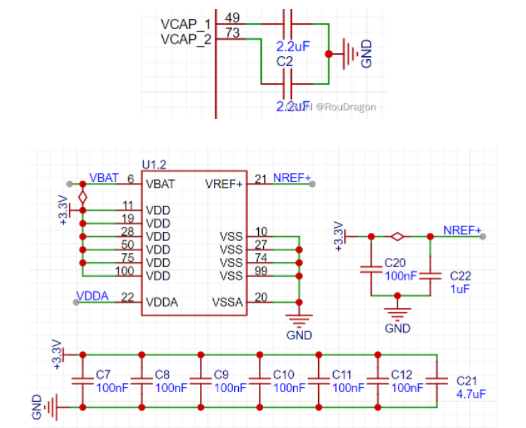 VCAP_1 49
VCAP_2 73
2.2uF
C2
2.2uF
GND
@RouDragon
U1.2
VBAT 6 VBAT VREF+ 21 NREF+
+3.3V
11 VDD
19 VDD
28 VDD VSS 10
50 VDD VSS 27
75 VDD VSS 74
100 VDD VSS 99
VDDA 22 VDDA VSSA 20
GND
+3.3V NREF+
C20
100nF
C22
1uF
GND
+3.3V
C7 C8 C9 C10 C11 C12 C21
100nF 100nF 100nF 100nF 100nF 100nF 4.7uF
GND